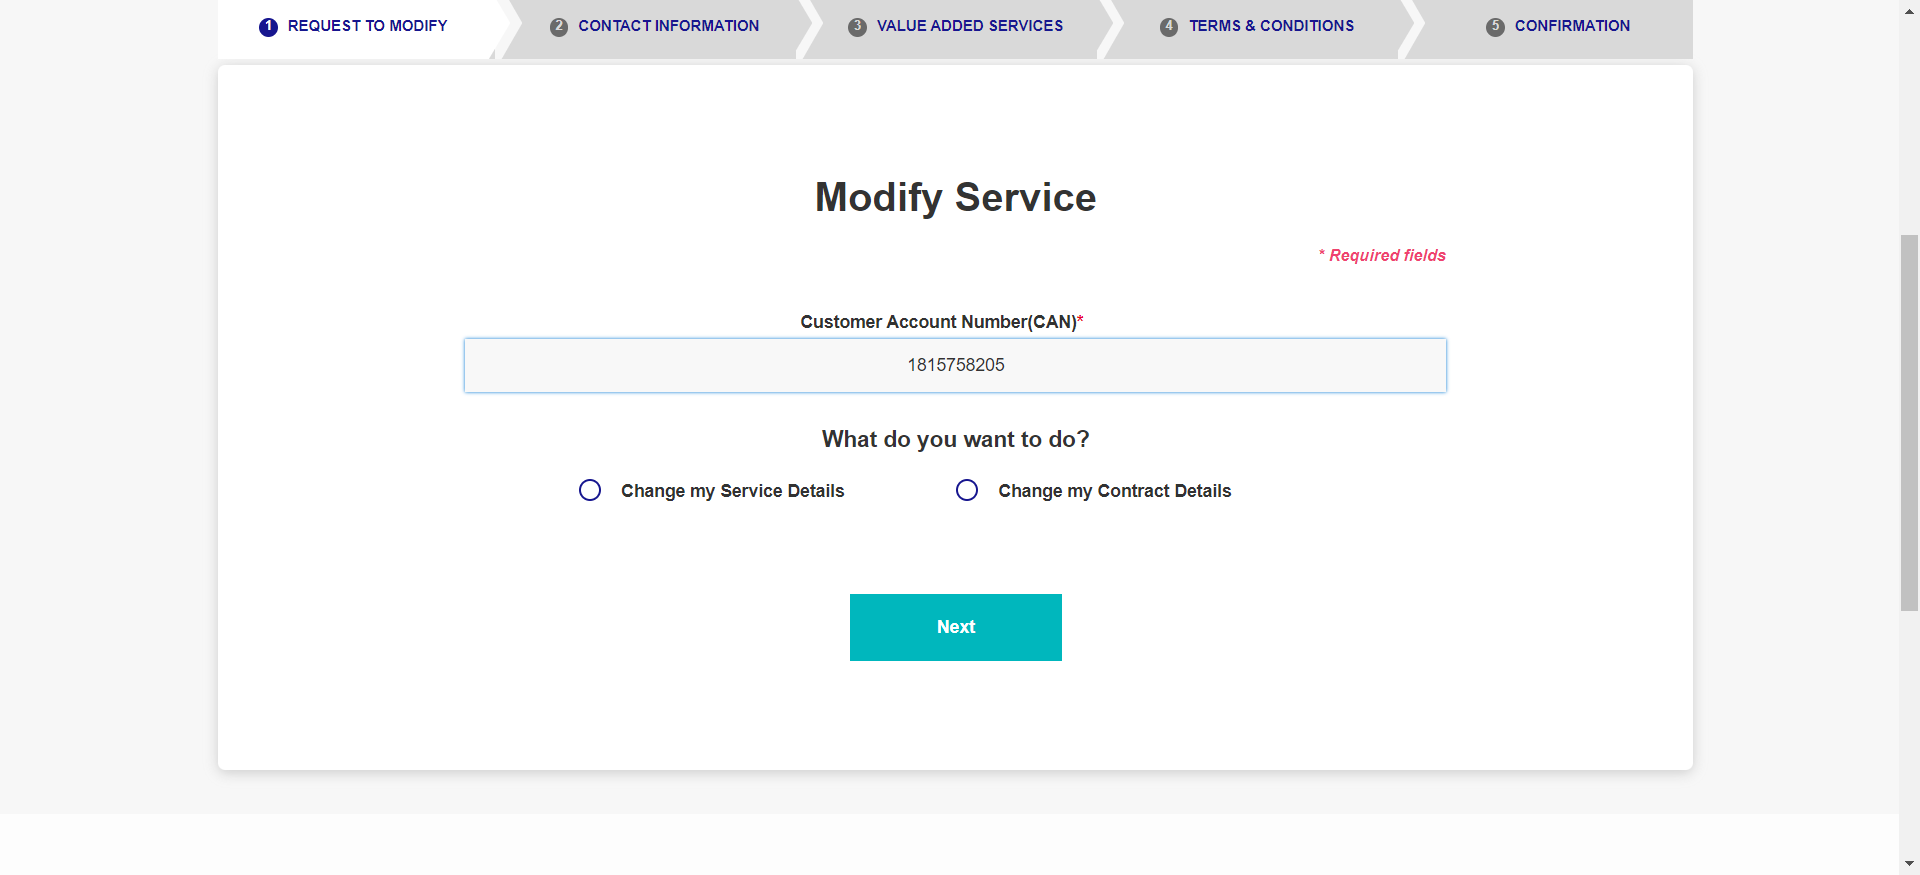 1 REQUEST TO MODIFY 2 CONTACT INFORMATION 3 VALUE ADDED SERVICES 4 TERMS & CONDITIONS 5 CONFIRMATION
Modify Service
* Required fields
Customer Account Number(CAN)*
1815758205
What do you want to do?
Change my Service Details Change my Contract Details
Next